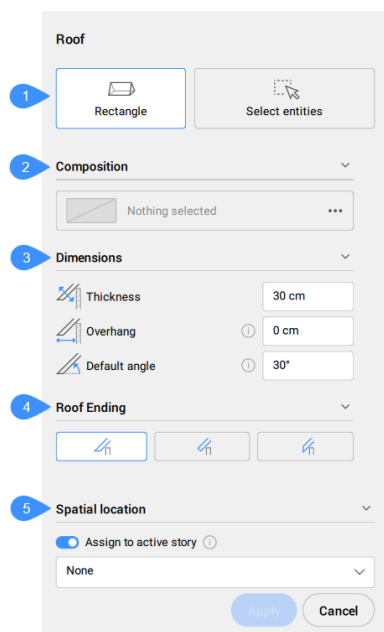 Roof
1
Rectangle
Select entities
2
Composition
Nothing selected
3
Dimensions
Thickness 30 cm
Overhang 0 cm
Default angle 30°
4
Roof Ending
5
Spatial location
Assign to active story
None
Apply Cancel